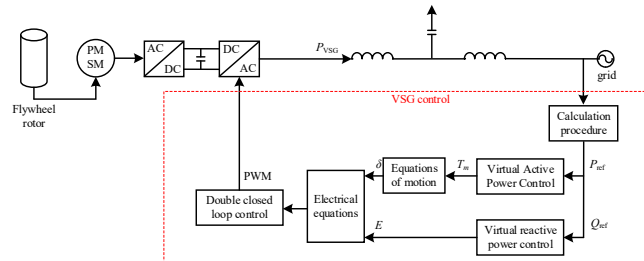 PM
SM
AC
DC
DC
AC
P_VSG
grid
Flywheel
rotor
VSG control
Calculation
procedure
PWM
δ
Equations
of motion
T_m
Virtual Active
Power Control
P_ref
Double closed
loop control
Electrical
equations
E
Virtual reactive
power control
Q_ref